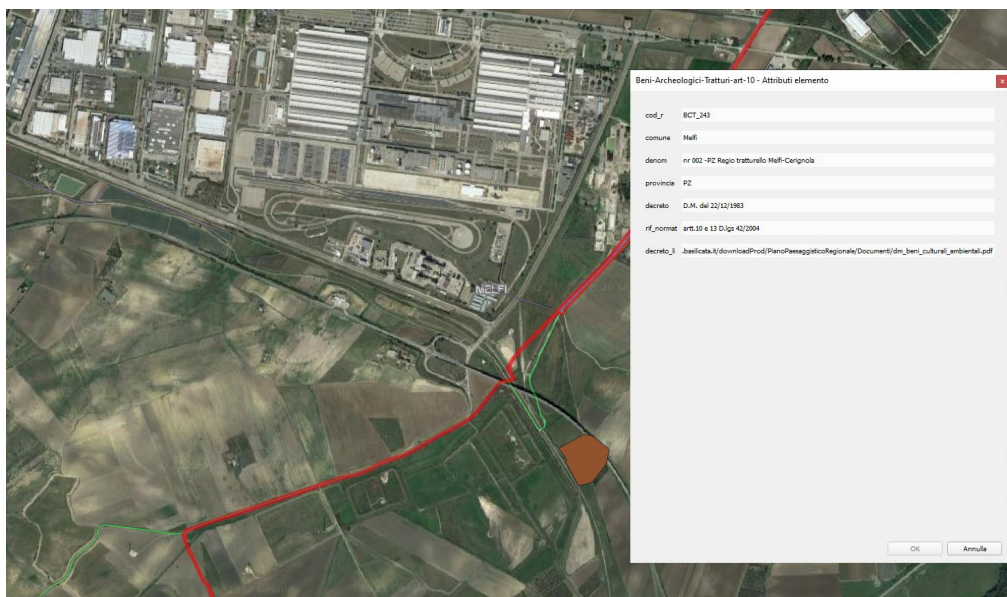 Beni-Archeologici-Tratturi-art-10 - Attributi elemento
x
cod_r BCT_243
comune Melfi
denom nr 002 -PZ Regio tratturello Melfi-Cerignola
provincia PZ
decreto D.M. del 22/12/1983
rif_normat artt.10 e 13 D.lgs 42/2004
decreto_li .basilicata.it/downloadProd/PianoPaesaggisticoRegionale/Documenti/dm_beni_culturali_ambientali.pdf
MELFI
OK Annulla